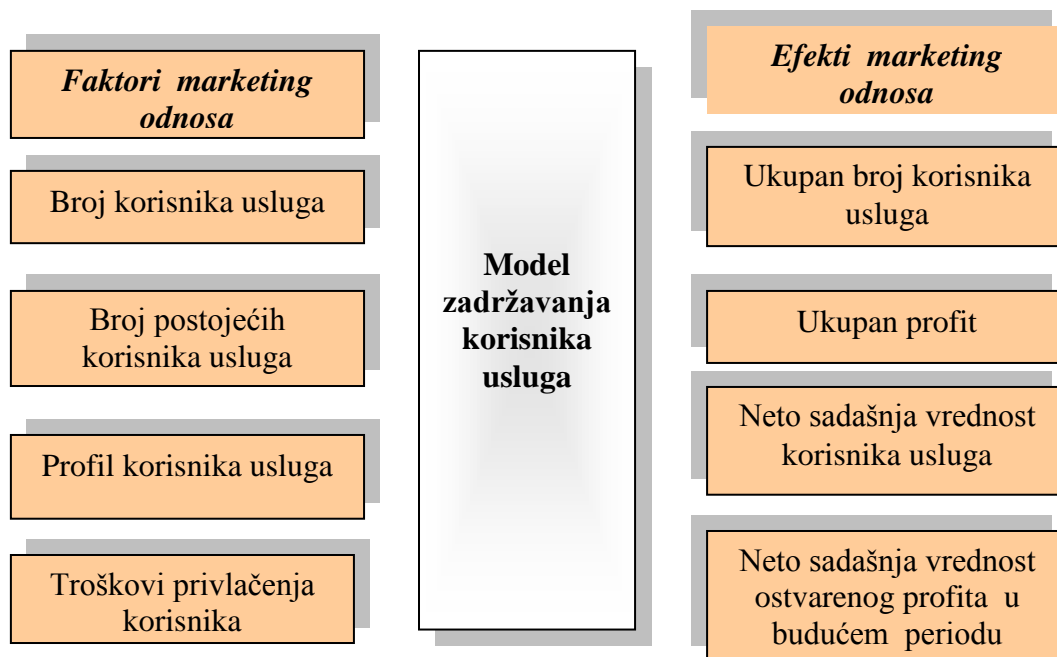 Faktori marketing
odnosa
Broj korisnika usluga
Broj postojećih
korisnika usluga
Profil korisnika usluga
Troškovi privlačenja
korisnika
Model
zadržavanja
korisnika
usluga
Efekti marketing
odnosa
Ukupan broj korisnika
usluga
Ukupan profit
Neto sadašnja vrednost
korisnika usluga
Neto sadašnja vrednost
ostvarenog profita u
budućem periodu